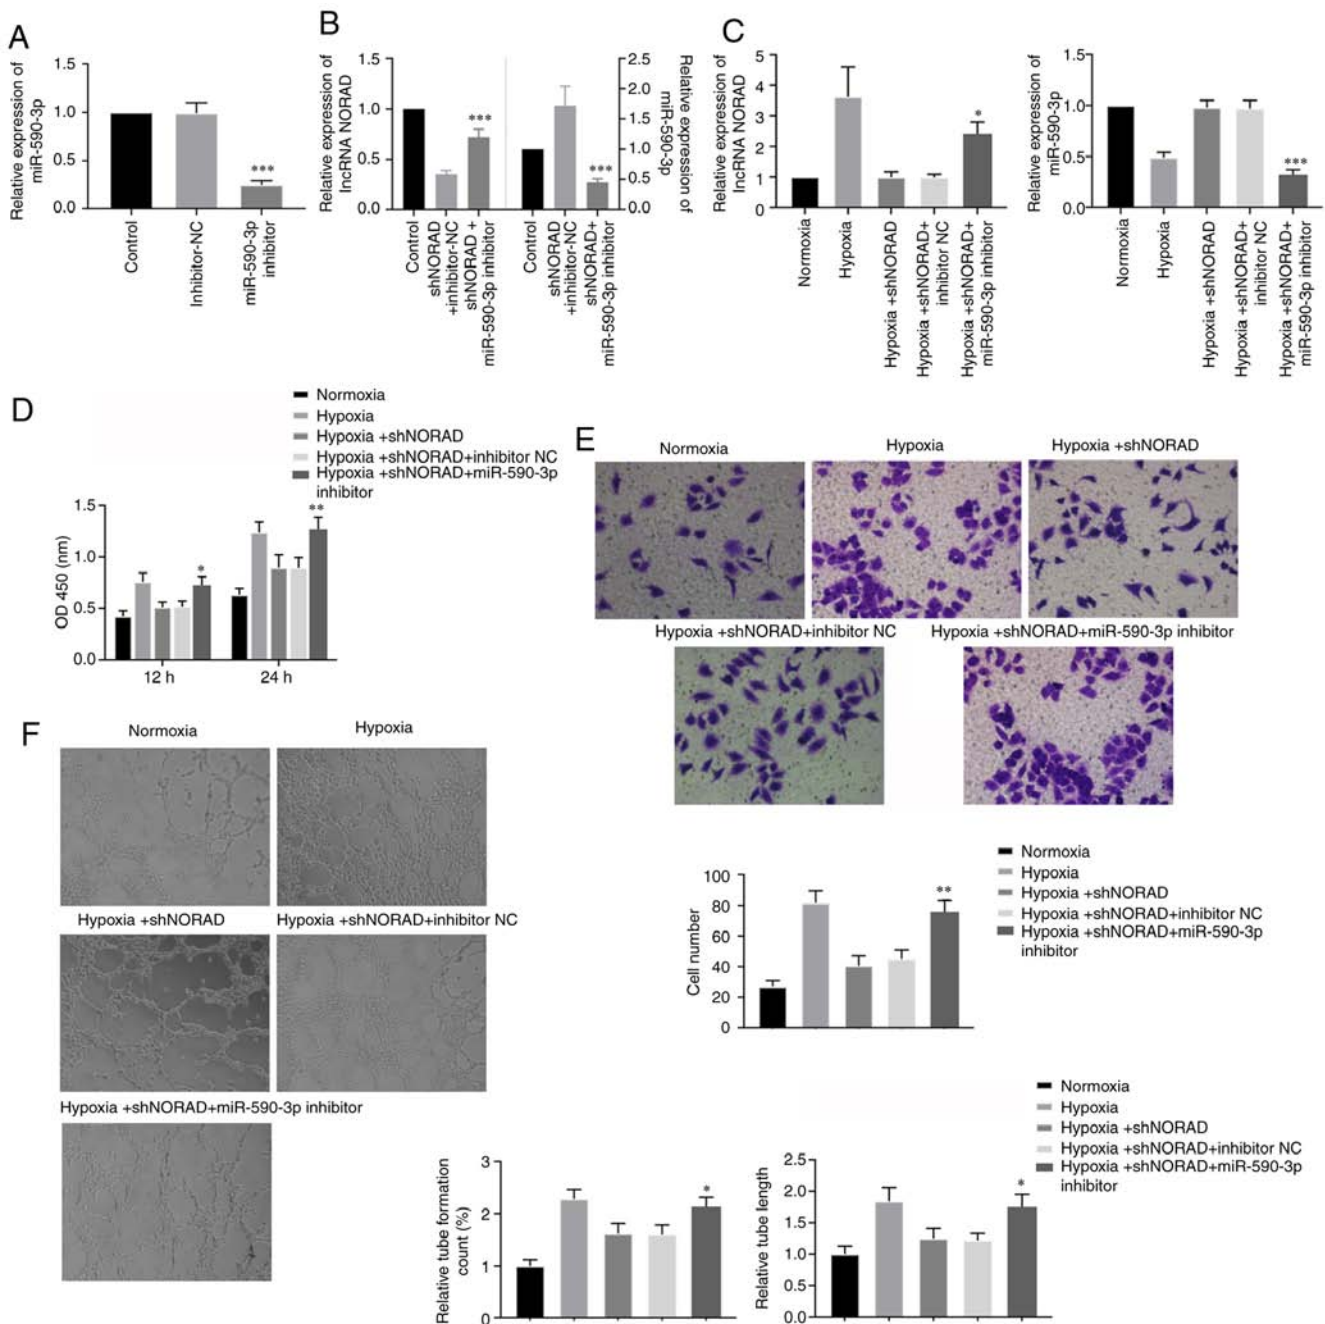 A
Relative expression of
miR-590-3p
1.5
1.0
0.5
0.0
***
Control
Inhibitor-NC
miR-590-3p
inhibitor
B
Relative expression of
lncRNA NORAD
1.5
1.0
0.5
0.0
***
***
2.5
2.0
1.5
1.0
0.5
0.0
Relative expression of
miR-590-3p
Control
shNORAD
+inhibitor-NC
shNORAD +
miR-590-3p inhibitor
Control
shNORAD
+inhibitor-NC
shNORAD+
miR-590-3p inhibitor
C
Relative expression of
lncRNA NORAD
5
4
3
2
1
0
*
Normoxia
Hypoxia
Hypoxia +shNORAD
Hypoxia +shNORAD+
inhibitor NC
Hypoxia +shNORAD+
miR-590-3p inhibitor
Relative expression of
miR-590-3p
1.5
1.0
0.5
0.0
***
Normoxia
Hypoxia
Hypoxia +shNORAD
Hypoxia +shNORAD+
inhibitor NC
Hypoxia +shNORAD+
miR-590-3p inhibitor
D
Normoxia
Hypoxia
Hypoxia +shNORAD
Hypoxia +shNORAD+inhibitor NC
Hypoxia +shNORAD+miR-590-3p
inhibitor
OD 450 (nm)
1.5
1.0
0.5
0.0
*
**
12 h
24 h
E
Normoxia
Hypoxia
Hypoxia +shNORAD
Hypoxia +shNORAD+inhibitor NC
Hypoxia +shNORAD+miR-590-3p inhibitor
Cell number
100
80
60
40
20
0
**
Normoxia
Hypoxia
Hypoxia +shNORAD
Hypoxia +shNORAD+inhibitor NC
Hypoxia +shNORAD+miR-590-3p
inhibitor
F
Normoxia
Hypoxia
Hypoxia +shNORAD
Hypoxia +shNORAD+inhibitor NC
Hypoxia +shNORAD+miR-590-3p inhibitor
Relative tube formation
count (%)
3
2
1
0
*
Relative tube length
2.5
2.0
1.5
1.0
0.5
0.0
*
Normoxia
Hypoxia
Hypoxia +shNORAD
Hypoxia +shNORAD+inhibitor NC
Hypoxia +shNORAD+miR-590-3p
inhibitor